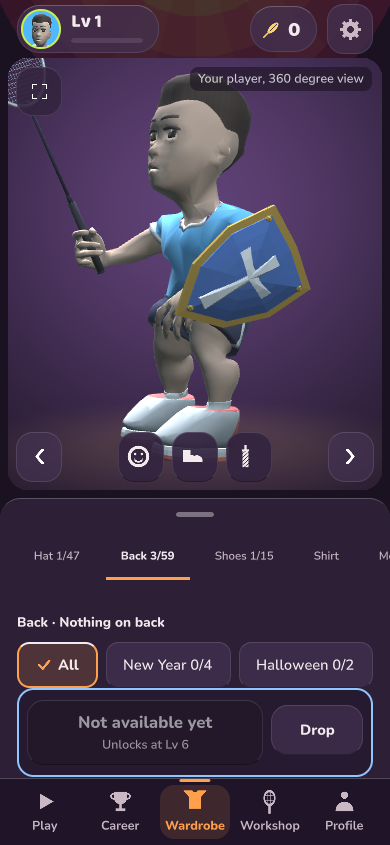 Lv 1
0
Your player, 360 degree view
Hat 1/47
Back 3/59
Shoes 1/15
Shirt
Back · Nothing on back
All
New Year 0/4
Halloween 0/2
Not available yet
Unlocks at Lv 6
Drop
Play
Career
Wardrobe
Workshop
Profile